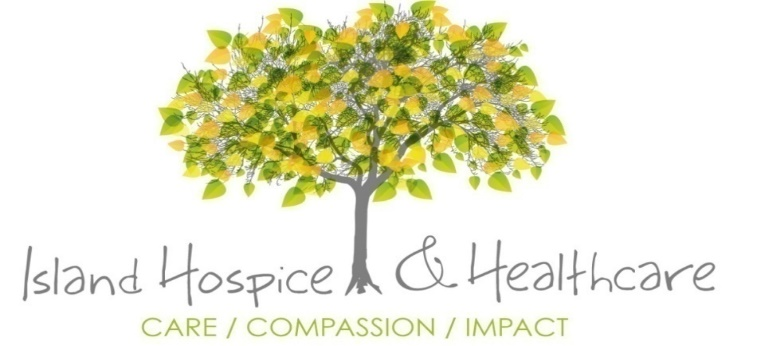 Island Hospice & Healthcare
CARE / COMPASSION / IMPACT